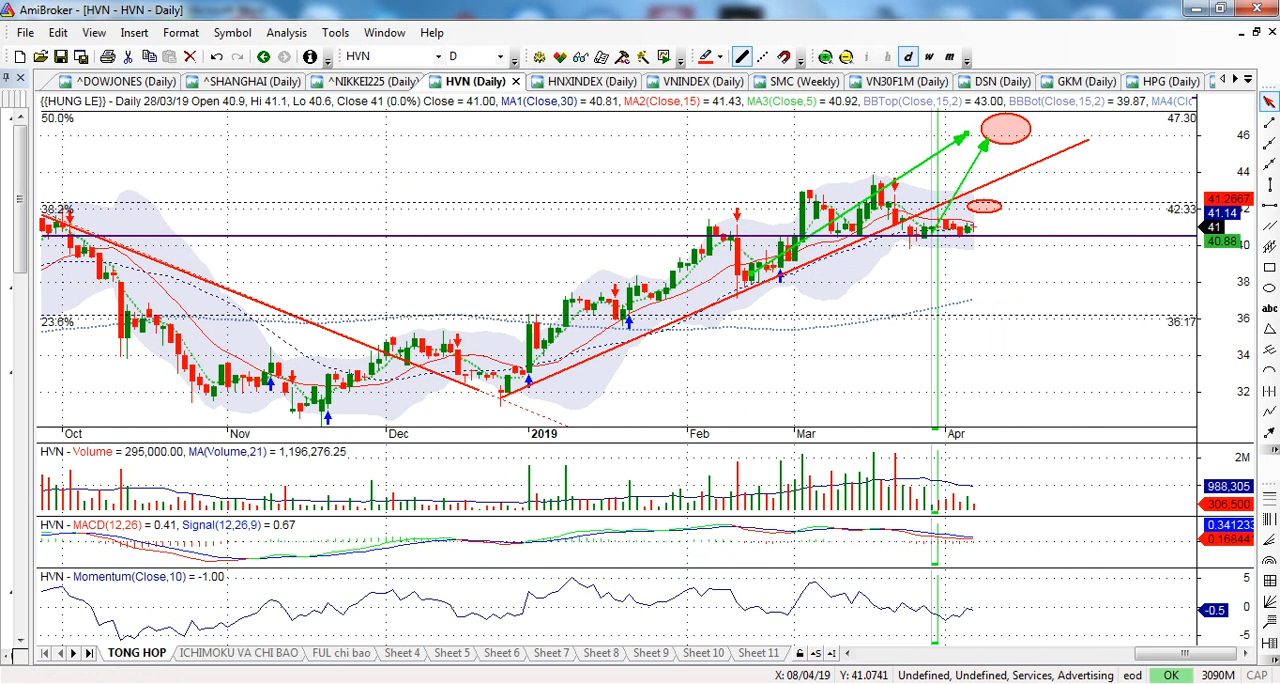 AmiBroker - [HVN - HVN - Daily]
File Edit View Insert Format Symbol Analysis Tools Window Help
HVN D i h d w m
^DOWJONES (Daily) ^SHANGHAI (Daily) ^NIKKEI225 (Daily) HVN (Daily) HNXINDEX (Daily) VNINDEX (Daily) SMC (Weekly) VN30F1M (Daily) DSN (Daily) GKM (Daily) HPG (Daily)
{{HUNG LE}} - Daily 28/03/19 Open 40.9, Hi 41.1, Lo 40.6, Close 41 (0.0%) Close = 41.00, MA1(Close,30) = 40.81, MA2(Close,15) = 41.43, MA3(Close,5) = 40.92, BBTop(Close,15,2) = 43.00, BBBot(Close,15,2) = 39.87, MA4(Clo
50.0% 47.30
46
44
41.2667
38.2% 42.33 42
41.14
41
40.88 40
38
23.6% 36.17 36
34
32
Oct Nov Dec 2019 Feb Mar Apr
HVN - Volume = 295,000.00, MA(Volume,21) = 1,196,276.25
2M
988,305
306,500
HVN - MACD(12,26) = 0.41, Signal(12,26,9) = 0.67
0.341233
0.168441
HVN - Momentum(Close,10) = -1.00
5
0
-0.5
-5
TONG HOP ICHIMOKU VA CHI BAO FUL chi bao Sheet 4 Sheet 5 Sheet 6 Sheet 7 Sheet 8 Sheet 9 Sheet 10 Sheet 11
X: 08/04/19 Y: 41.0741 Undefined, Undefined, Services, Advertising eod OK 3090M CAP
abc